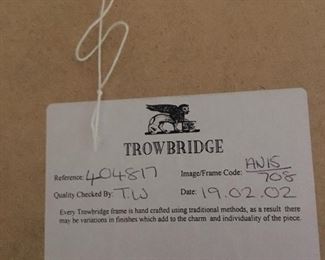 TROWBRIDGE
Reference: 404817 Image/Frame Code: ANIS/708
Quality Checked By: T.W Date: 19.02.02
Every Trowbridge frame is hand crafted using traditional methods, as a result there
may be variations in finishes which add to the charm and individuality of the piece.